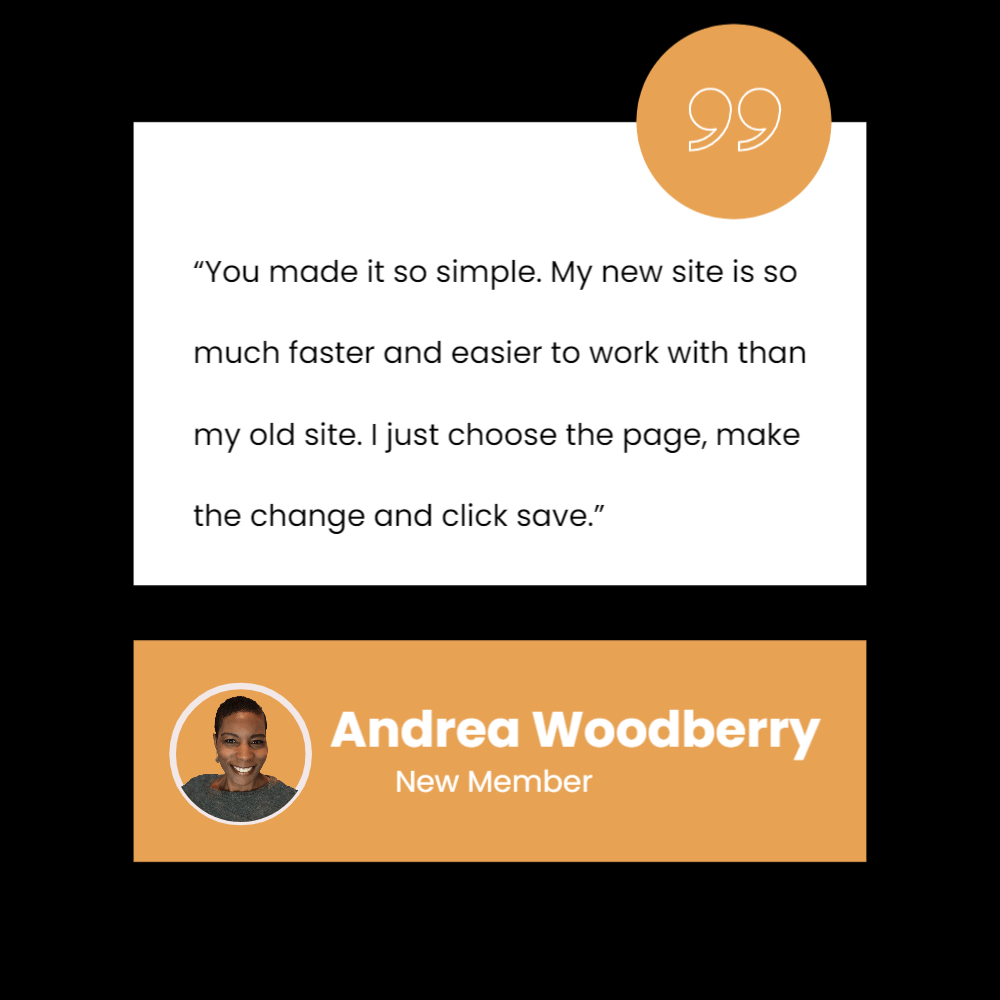 “You made it so simple. My new site is so
much faster and easier to work with than
my old site. I just choose the page, make
the change and click save.”
Andrea Woodberry
New Member